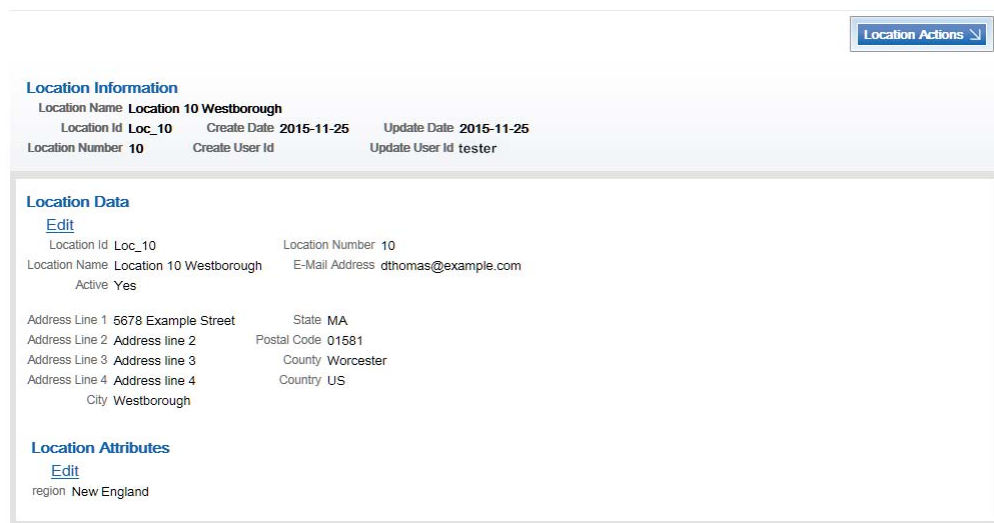 Location Actions
Location Information
Location Name Location 10 Westborough
Location Id Loc_10 Create Date 2015-11-25 Update Date 2015-11-25
Location Number 10 Create User Id Update User Id tester
Location Data
Edit
Location Id Loc_10 Location Number 10
Location Name Location 10 Westborough E-Mail Address dthomas@example.com
Active Yes
Address Line 1 5678 Example Street State MA
Address Line 2 Address line 2 Postal Code 01581
Address Line 3 Address line 3 County Worcester
Address Line 4 Address line 4 Country US
City Westborough
Location Attributes
Edit
region New England